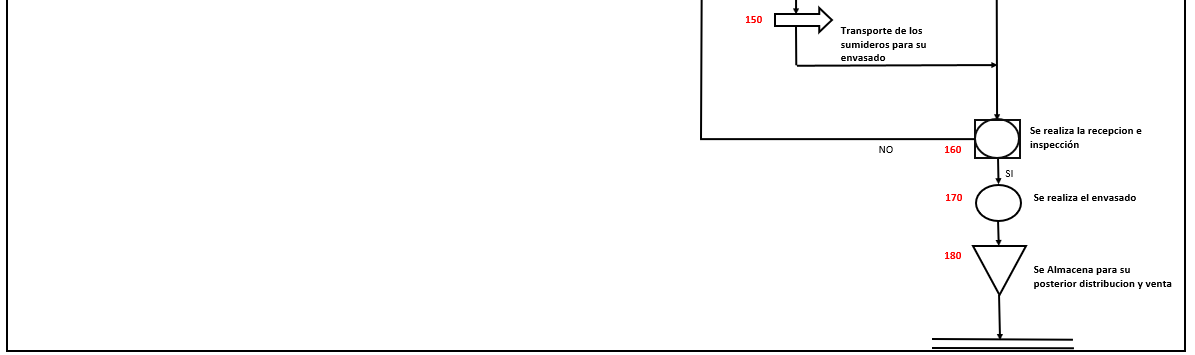 150
Transporte de los
sumideros para su
envasado
Se realiza la recepcion e
inspección
NO
160
SI
170
Se realiza el envasado
180
Se Almacena para su
posterior distribucion y venta